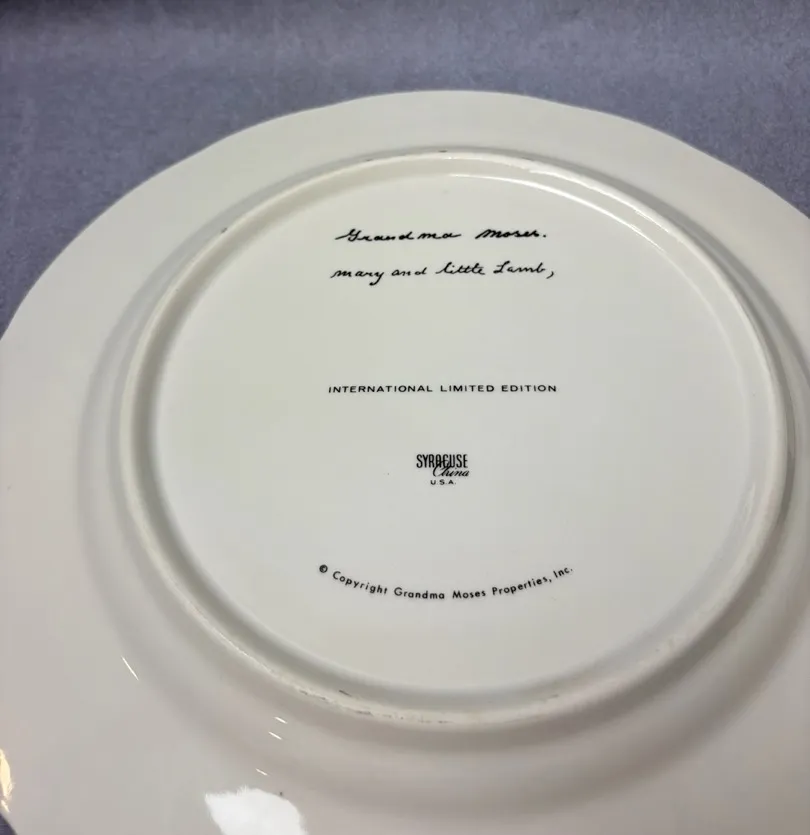 Grandma Moses.
mary and little Lamb,
INTERNATIONAL LIMITED EDITION
SYRACUSE
China
U.S.A.
© Copyright Grandma Moses Properties, Inc.